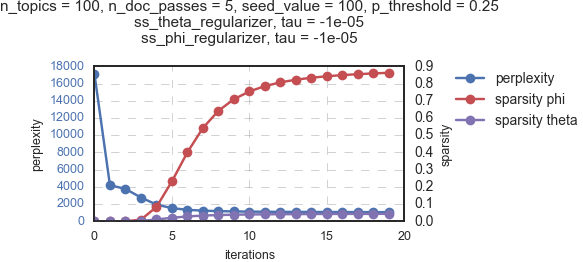 n_topics = 100, n_doc_passes = 5, seed_value = 100, p_threshold = 0.25
ss_theta_regularizer, tau = -1e-05
ss_phi_regularizer, tau = -1e-05
18000
16000
14000
12000
10000
8000
6000
4000
2000
0
perplexity
0.9
0.8
0.7
0.6
0.5
0.4
0.3
0.2
0.1
0.0
sparsity
perplexity
sparsity phi
sparsity theta
0
5
10
15
20
iterations